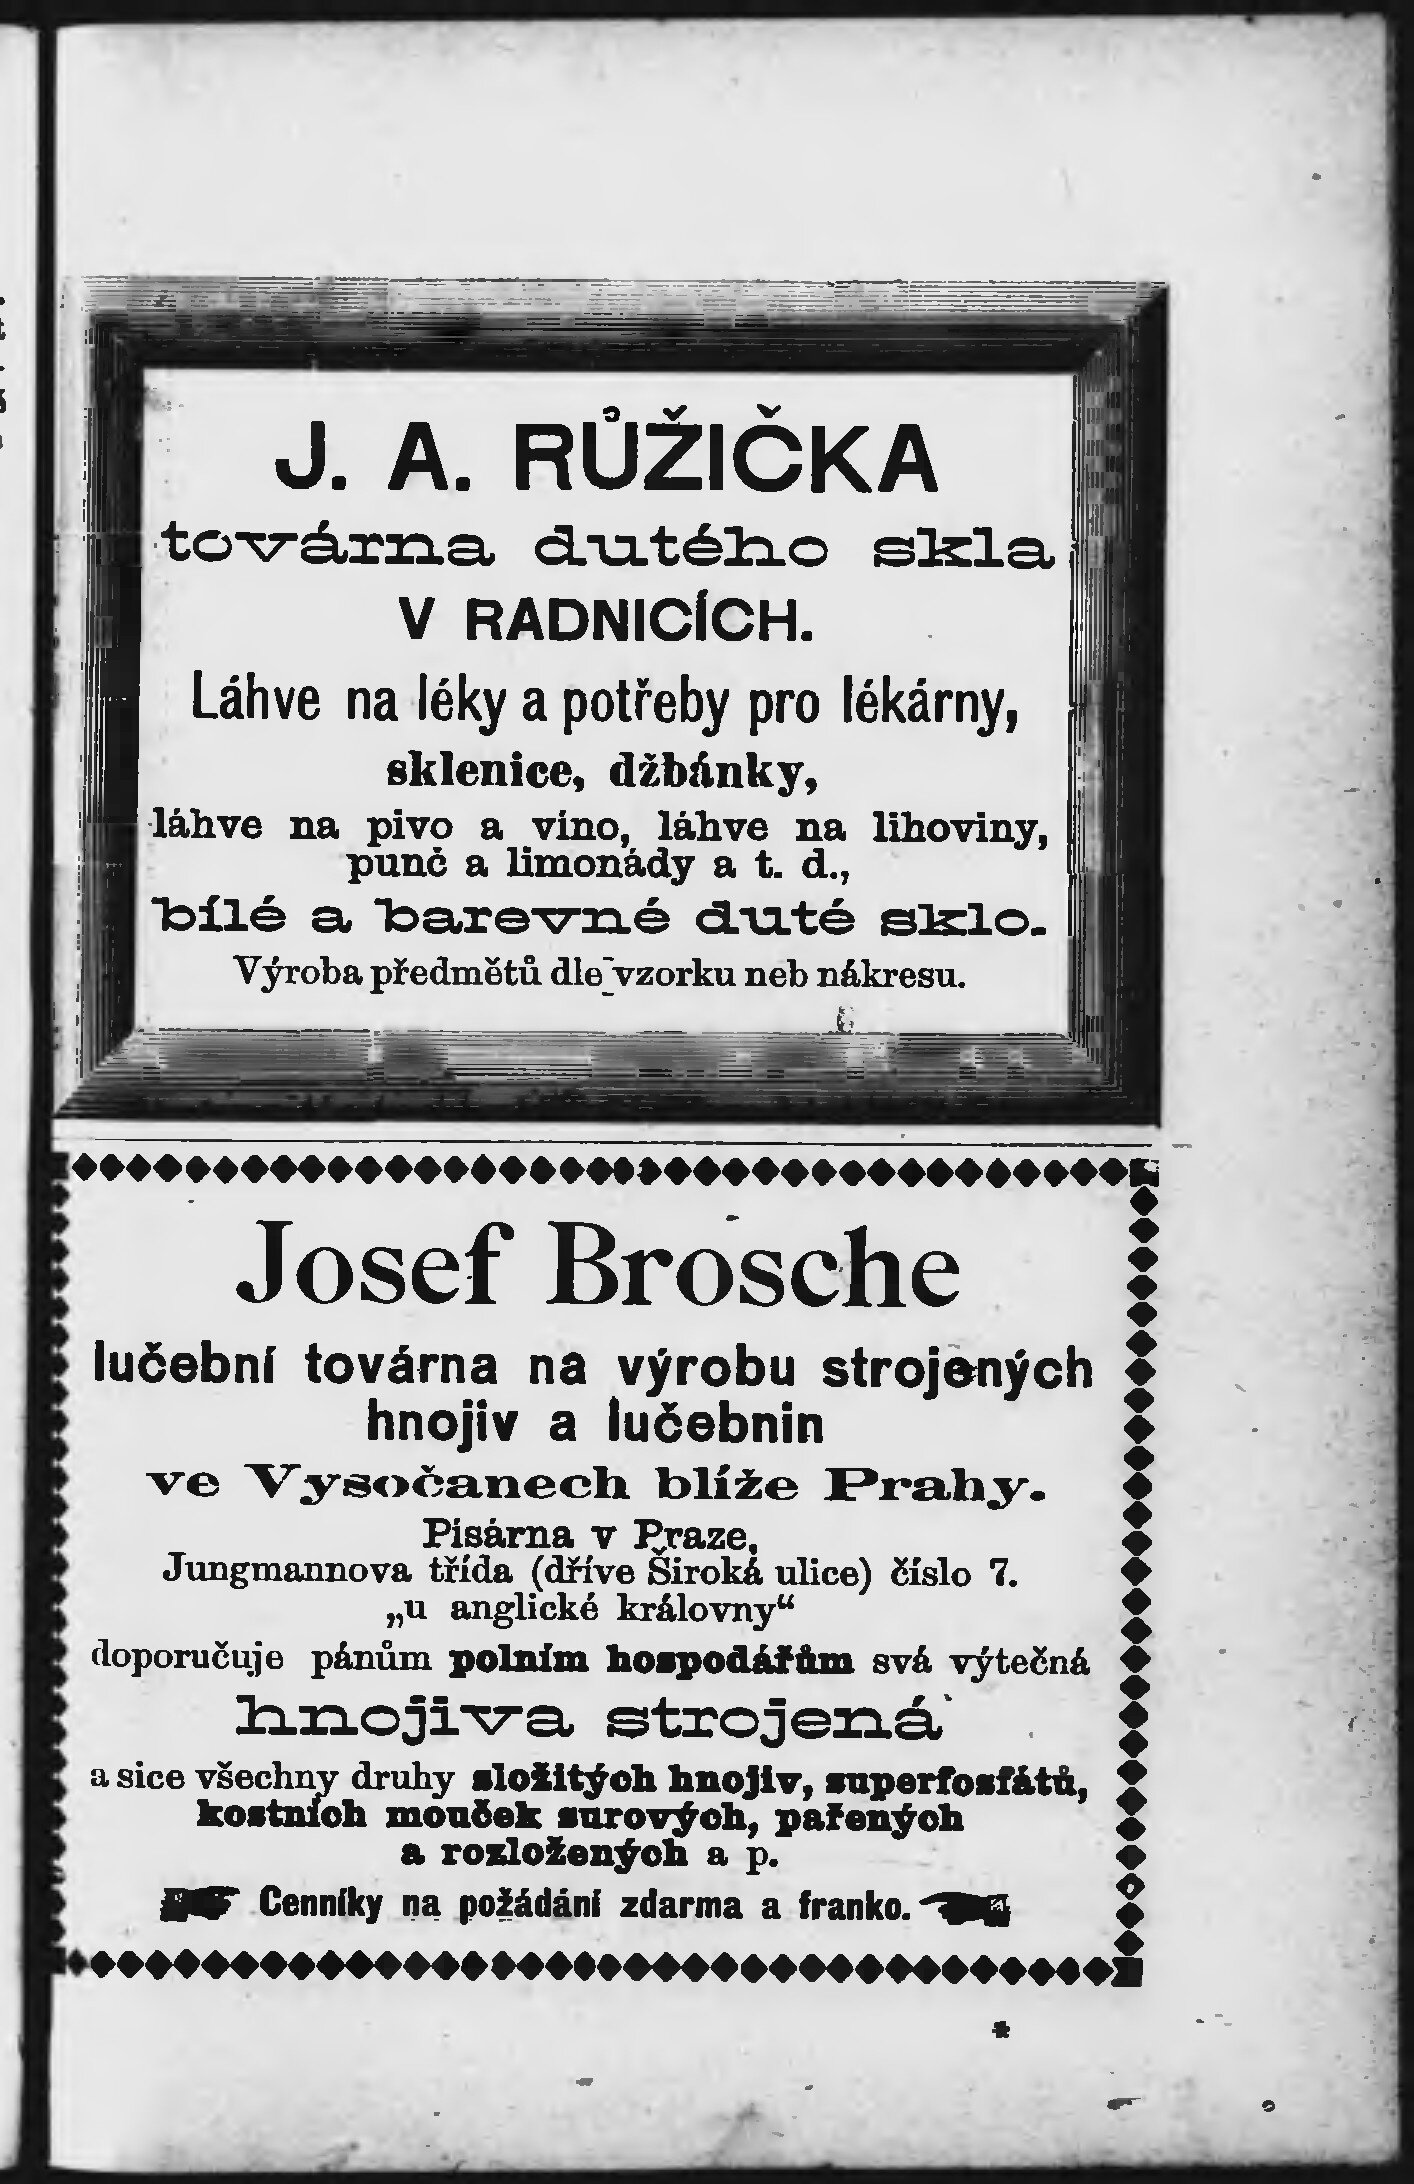 J. A. RŮŽIČKA
továrna dutého skla
V RADNICÍCH.
Láhve na léky a potřeby pro lékárny,
sklenice, džbánky,
láhve na pivo a víno, láhve na lihoviny,
punč a limonády a t. d.,
bílé a barevné duté sklo.
Výroba předmětů dle vzorku neb nákresu.
Josef Brosche
lučební továrna na výrobu strojených
hnojiv a lučebnin
ve Vysočanech blíže Prahy.
Písárna v Praze,
Jungmannova třída (dříve Široká ulice) číslo 7.
„u anglické královny“
doporučuje pánům polním hospodářům svá výtečná
hnojiva strojená
a sice všechny druhy složitých hnojiv, superfosfátů,
kostních mouček surových, pařených
a rozložených a p.
Cenníky na požádání zdarma a franko.
*